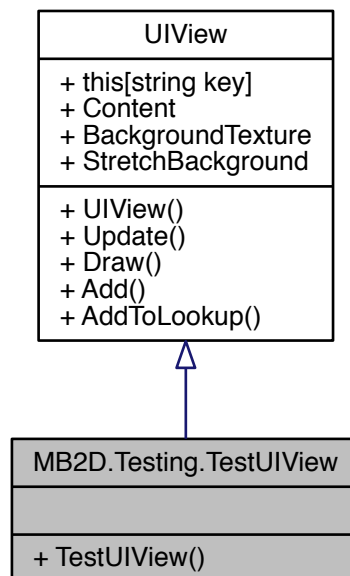 UIView
+ this[string key]
+ Content
+ BackgroundTexture
+ StretchBackground
+ UIView()
+ Update()
+ Draw()
+ Add()
+ AddToLookup()
MB2D.Testing.TestUIView
+ TestUIView()